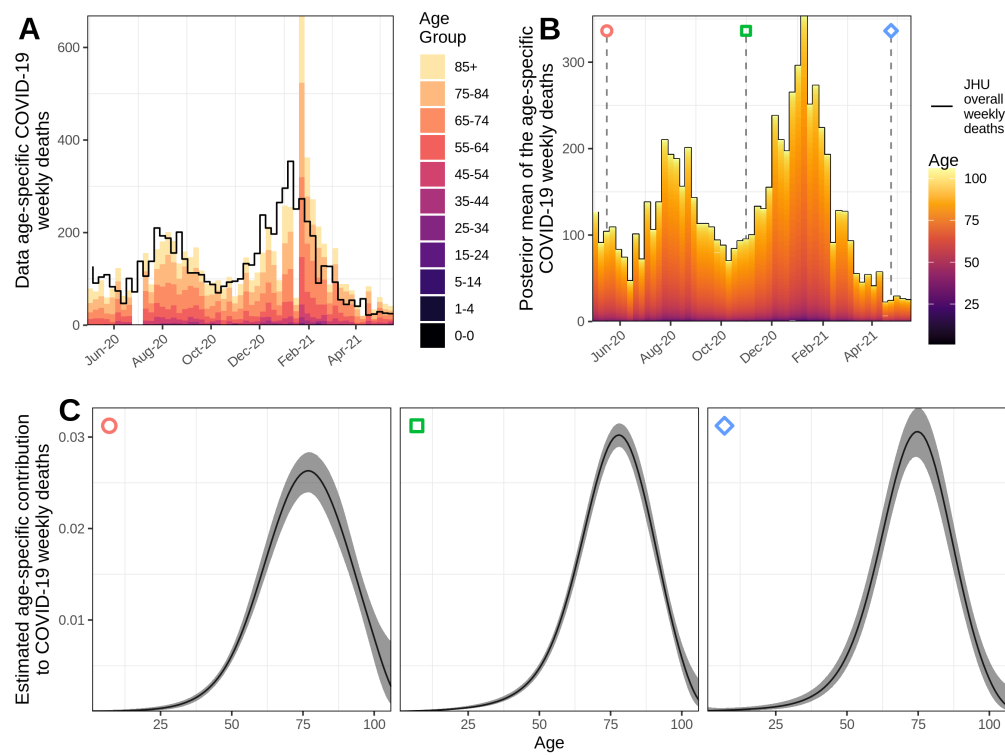 A
Data age-specific COVID-19
weekly deaths
600
400
200
0
Jun-20
Aug-20
Oct-20
Dec-20
Feb-21
Apr-21
Age
Group
85+
75-84
65-74
55-64
45-54
35-44
25-34
15-24
5-14
1-4
0-0
B
Posterior mean of the age-specific
COVID-19 weekly deaths
300
200
100
0
Jun-20
Aug-20
Oct-20
Dec-20
Feb-21
Apr-21
JHU
overall
weekly
deaths
Age
100
75
50
25
C
Estimated age-specific contribution
to COVID-19 weekly deaths
0.03
0.02
0.01
25
50
75
100
25
50
75
100
25
50
75
100
Age